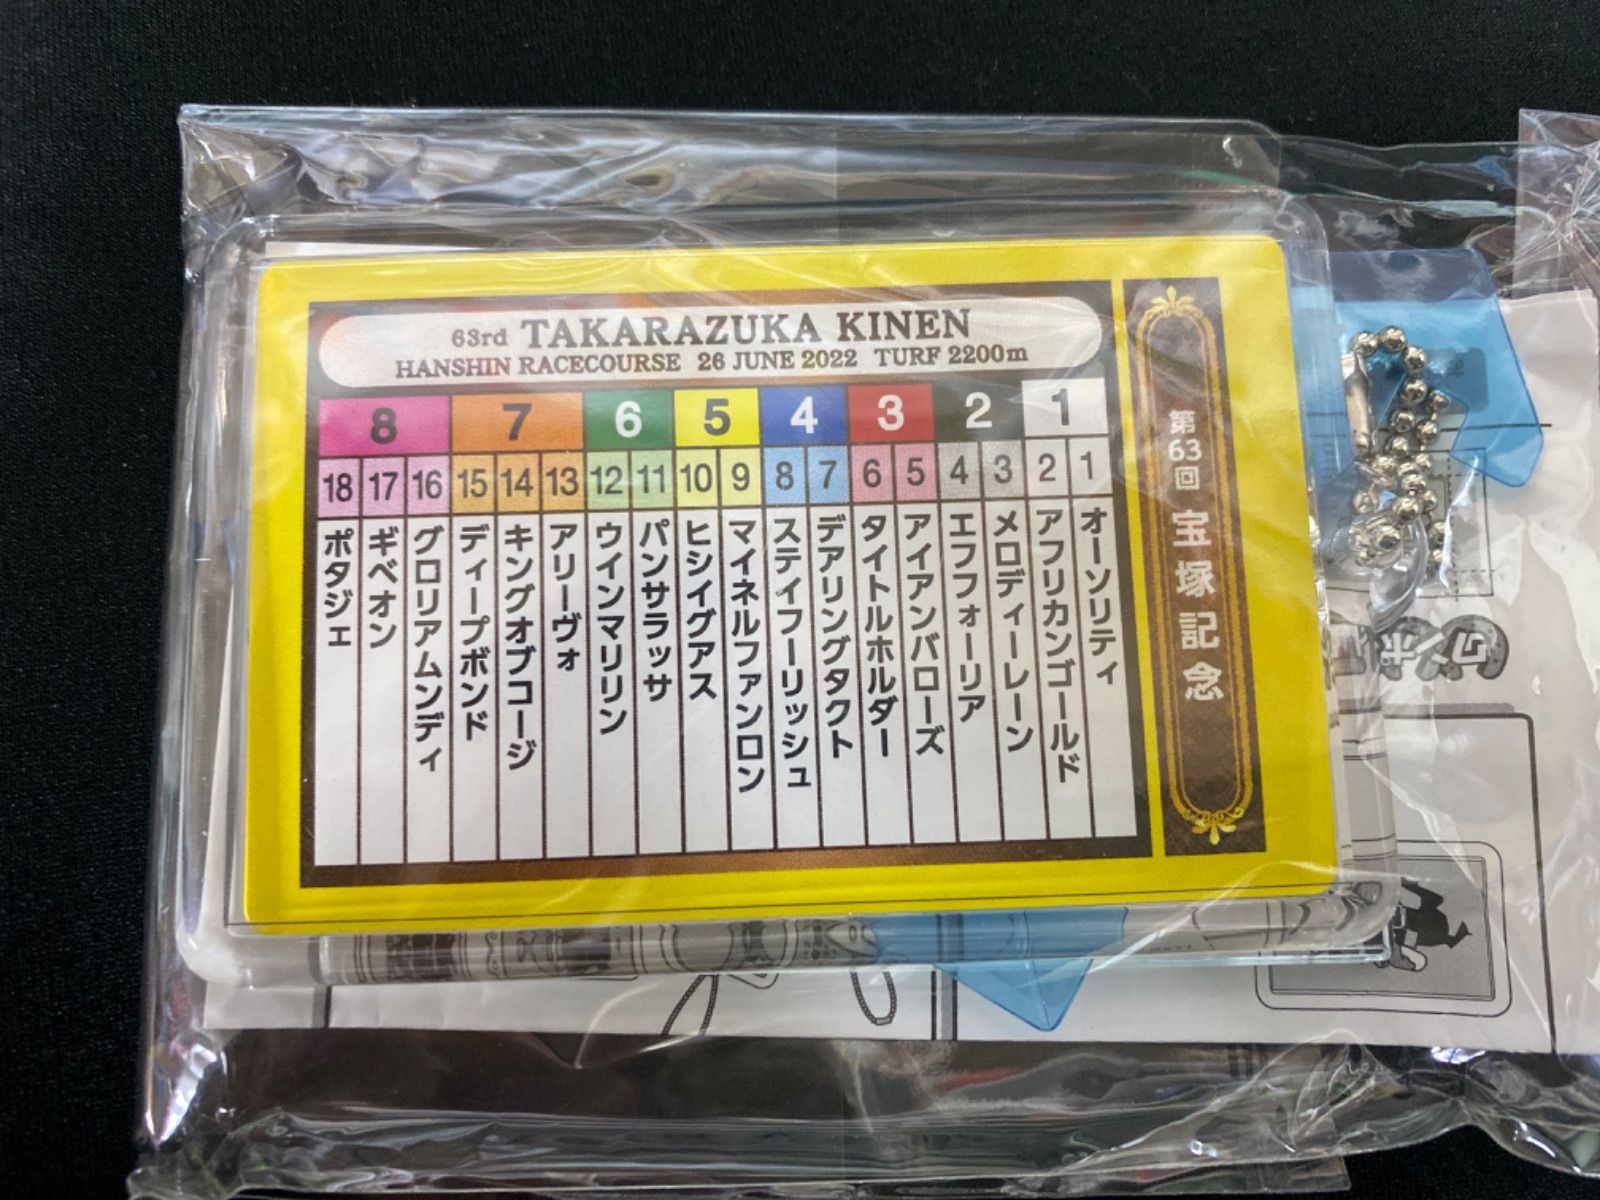 63rd TAKARAZUKA KINEN
HANSHIN RACECOURSE 26 JUNE 2022 TURF 2200m
8 7 6 5 4 3 2 1
18 17 16 15 14 13 12 11 10 9 8 7 6 5 4 3 2 1
第63回 宝塚記念
オーソリティ
アフリカンゴールド
メロディーレーン
エフフォーリア
アイアンバローズ
タイトルホルダー
デアリングタクト
ステイフーリッシュ
マイネルファンロン
ヒシイグアス
パンサラッサ
ウインマリリン
アリーヴォ
キングオブコージ
ディープボンド
グロリアムンディ
ギベオン
ポタジェ